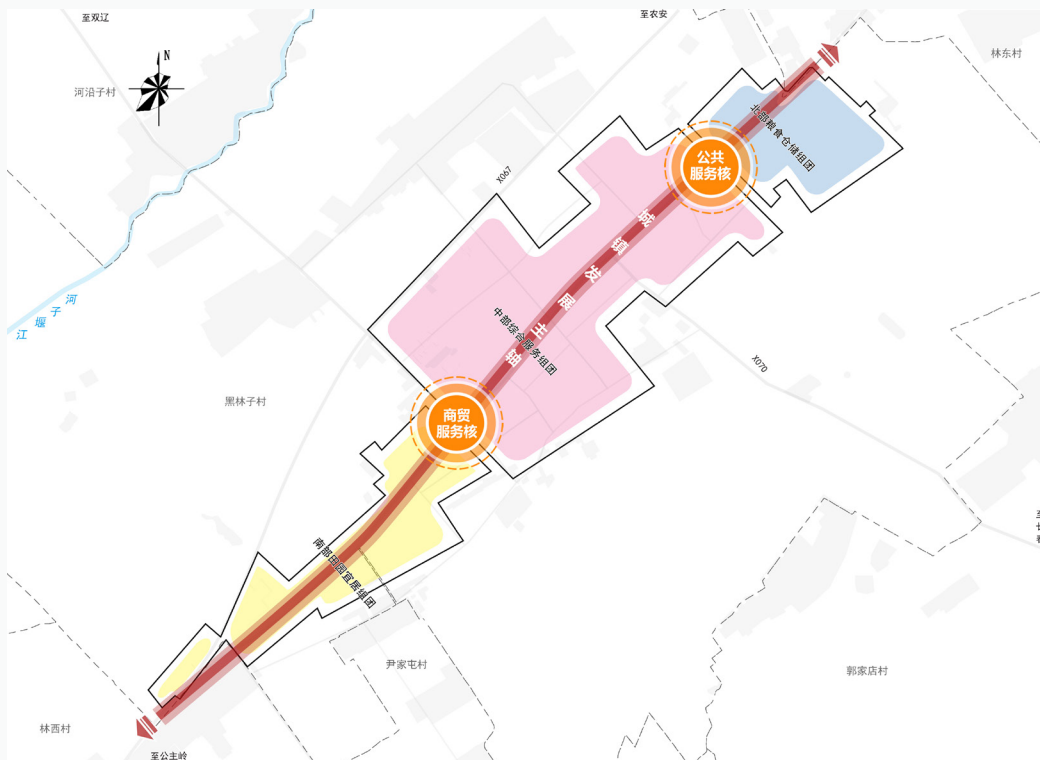 至双辽
至农安
N
林东村
河沿子村
北部粮食仓储组团
公共
服务核
X067
城镇发展主轴
江堰子河
中部综合服务组团
X070
黑林子村
商贸
服务核
至长春
南部田园宜居组团
尹家屯村
郭家店村
林西村
至公主岭